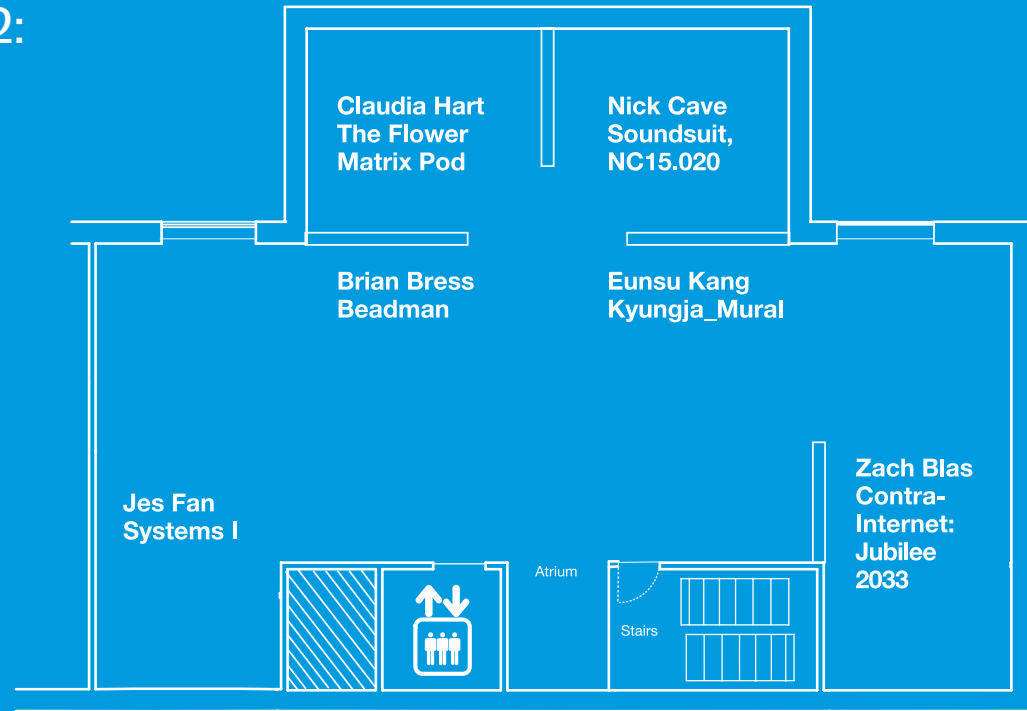 2:
Claudia Hart
The Flower
Matrix Pod
Nick Cave
Soundsuit,
NC15.020
Brian Bress
Beadman
Eunsu Kang
Kyungja_Mural
Jes Fan
Systems I
Zach Blas
Contra-
Internet:
Jubilee
2033
Atrium
Stairs